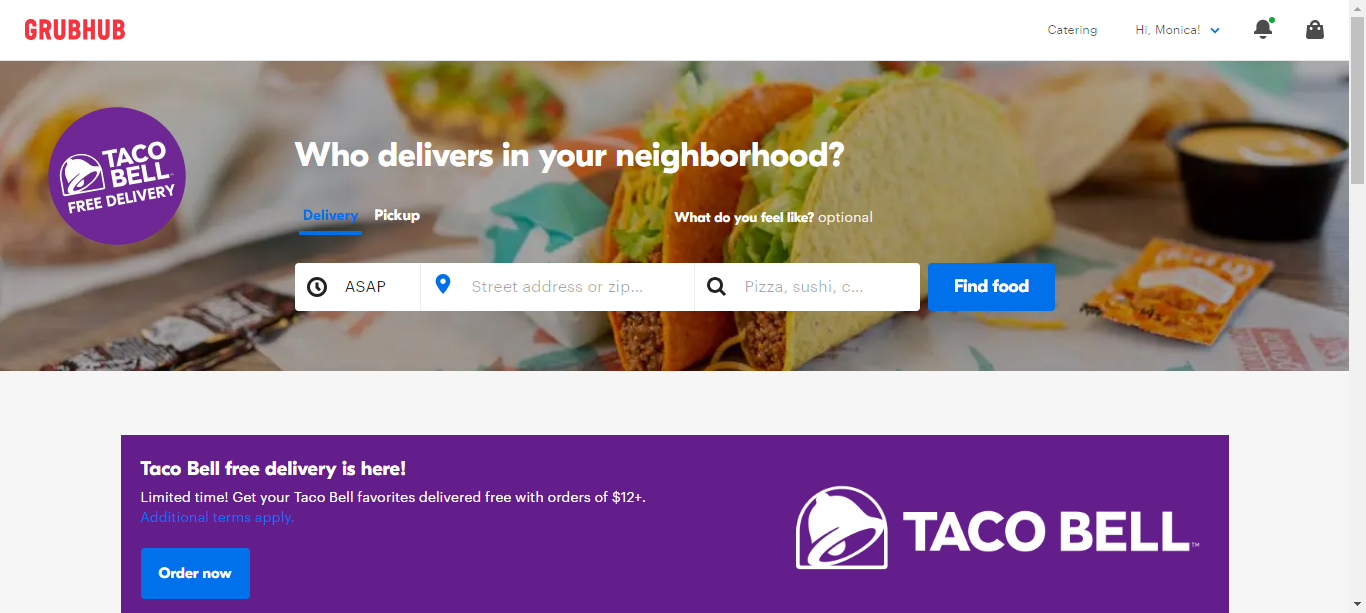 GRUBHUB
Catering
Hi, Monica!
TACO
BELL
FREE DELIVERY
Who delivers in your neighborhood?
Delivery Pickup
What do you feel like? optional
ASAP
Street address or zip...
Pizza, sushi, c...
Find food
Taco Bell free delivery is here!
Limited time! Get your Taco Bell favorites delivered free with orders of $12+.
Additional terms apply.
Order now
TACO BELL™